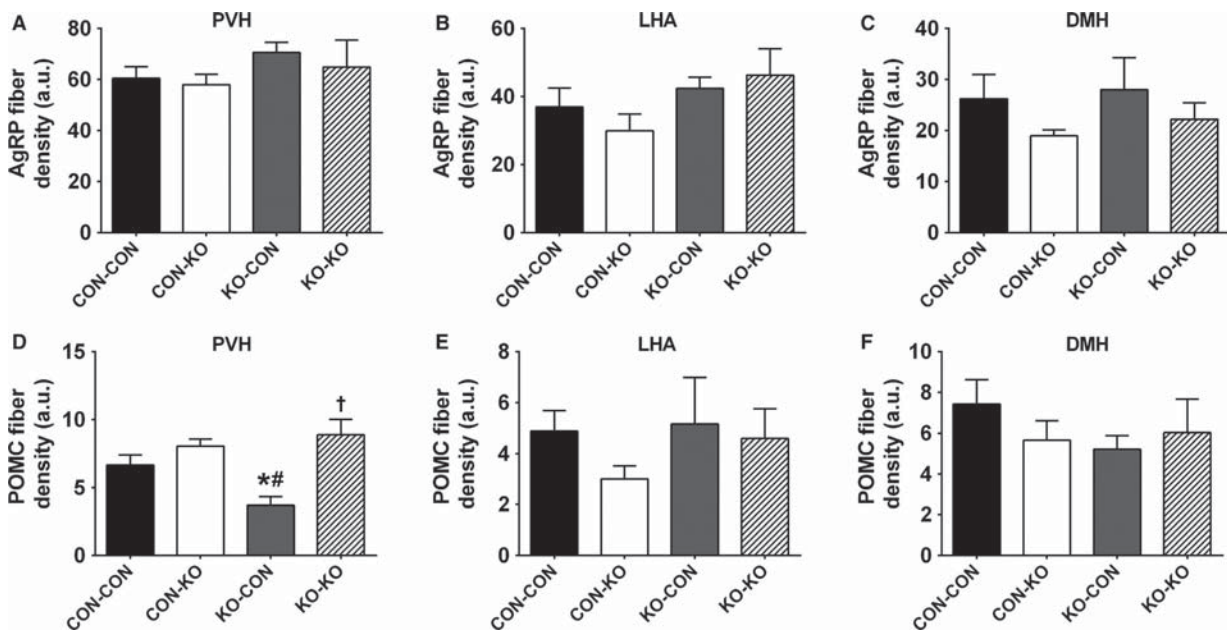 A
PVH
AgRP fiber
density (a.u.)
80
60
40
20
0
CON-CON
CON-KO
KO-CON
KO-KO
B
LHA
AgRP fiber
density (a.u.)
60
40
20
0
CON-CON
CON-KO
KO-CON
KO-KO
C
DMH
AgRP fiber
density (a.u.)
40
30
20
10
0
CON-CON
CON-KO
KO-CON
KO-KO
D
PVH
POMC fiber
density (a.u.)
15
10
5
0
*#
†
CON-CON
CON-KO
KO-CON
KO-KO
E
LHA
POMC fiber
density (a.u.)
8
6
4
2
0
CON-CON
CON-KO
KO-CON
KO-KO
F
DMH
POMC fiber
density (a.u.)
10
8
6
4
2
0
CON-CON
CON-KO
KO-CON
KO-KO